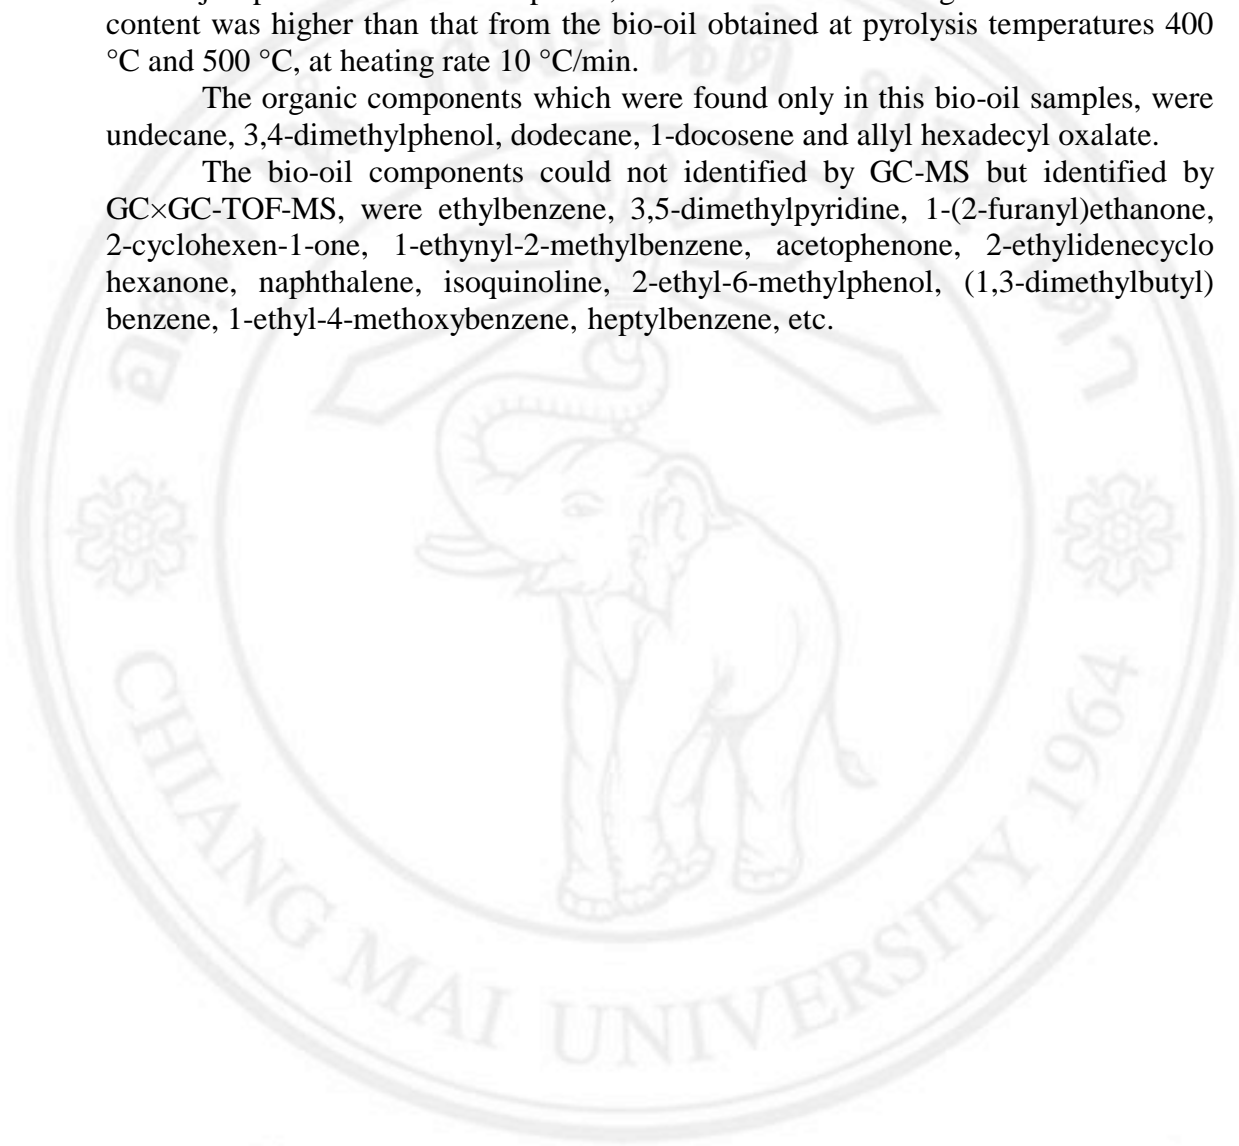 content was higher than that from the bio-oil obtained at pyrolysis temperatures 400
°C and 500 °C, at heating rate 10 °C/min.
The organic components which were found only in this bio-oil samples, were
undecane, 3,4-dimethylphenol, dodecane, 1-docosene and allyl hexadecyl oxalate.
The bio-oil components could not identified by GC-MS but identified by
GC×GC-TOF-MS, were ethylbenzene, 3,5-dimethylpyridine, 1-(2-furanyl)ethanone,
2-cyclohexen-1-one, 1-ethynyl-2-methylbenzene, acetophenone, 2-ethylidenecyclo
hexanone, naphthalene, isoquinoline, 2-ethyl-6-methylphenol, (1,3-dimethylbutyl)
benzene, 1-ethyl-4-methoxybenzene, heptylbenzene, etc.
CHIANG MAI UNIVERSITY 1964